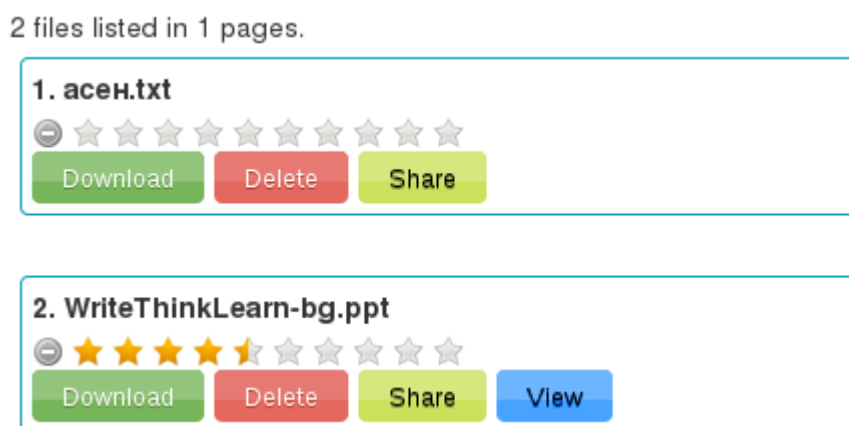 2 files listed in 1 pages.
1. асен.txt
Download Delete Share
2. WriteThinkLearn-bg.ppt
Download Delete Share View